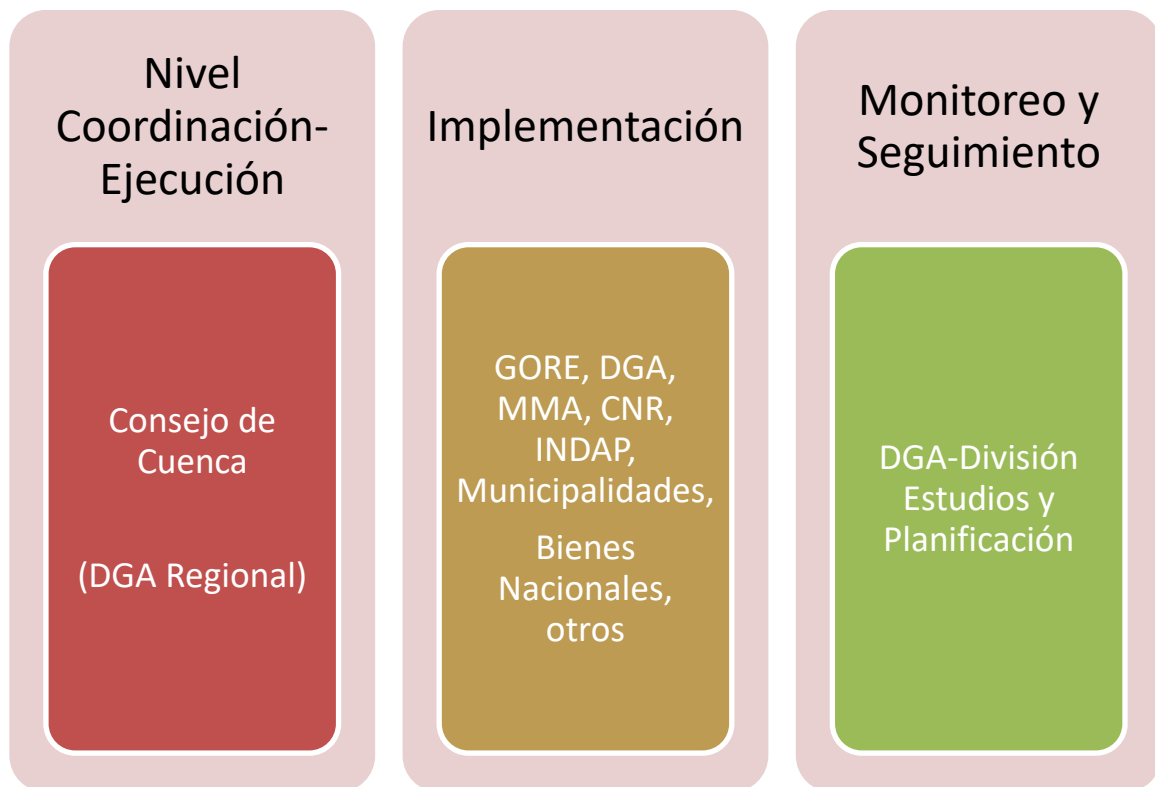 Nivel
Coordinación-
Ejecución
Consejo de
Cuenca
(DGA Regional)
Implementación
GORE, DGA,
MMA, CNR,
INDAP,
Municipalidades,
Bienes
Nacionales,
otros
Monitoreo y
Seguimiento
DGA-División
Estudios y
Planificación